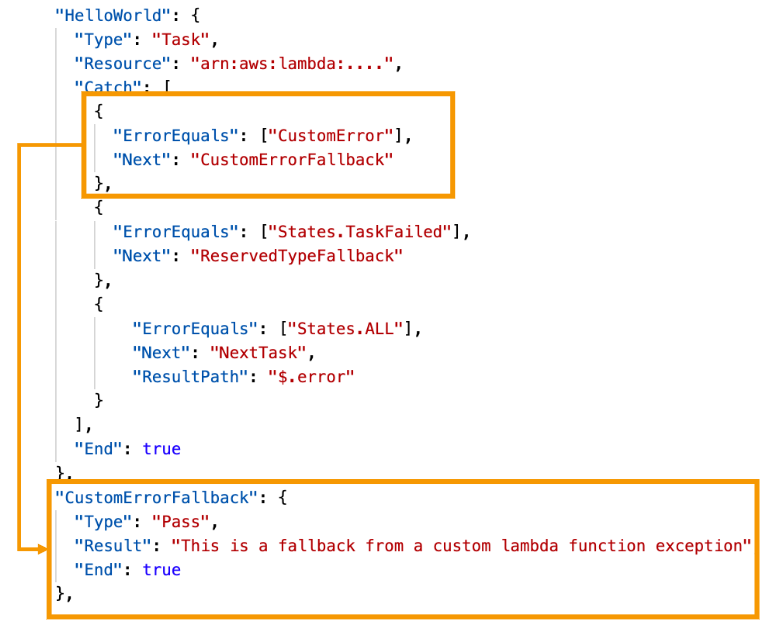 "HelloWorld": {
"Type": "Task",
"Resource": "arn:aws:lambda:....",
"Catch": [
{
"ErrorEquals": ["CustomError"],
"Next": "CustomErrorFallback"
},
{
"ErrorEquals": ["States.TaskFailed"],
"Next": "ReservedTypeFallback"
},
{
"ErrorEquals": ["States.ALL"],
"Next": "NextTask",
"ResultPath": "$.error"
}
],
"End": true
},
"CustomErrorFallback": {
"Type": "Pass",
"Result": "This is a fallback from a custom lambda function exception"
"End": true
},